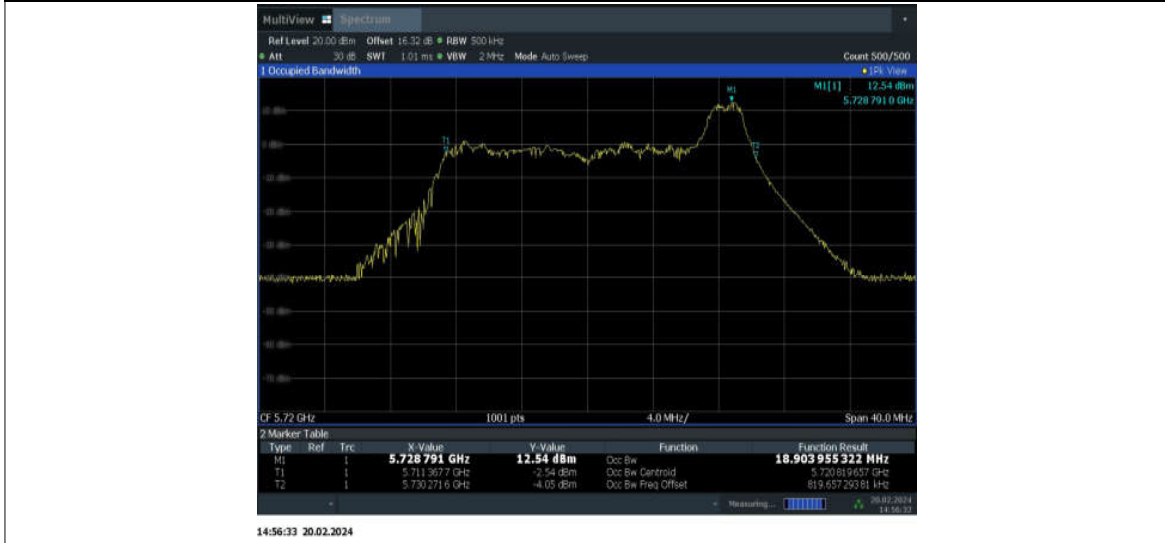 MultiView Spectrum
Ref Level 20.00 dBm Offset 16.32 dB RBW 500 kHz
Att 30 dB SWT 1.01 ms VBW 2 MHz Mode Auto Sweep Count 500/500
1 Occupied Bandwidth 1Pk View
M1[1] 12.54 dBm
5.728 791 0 GHz
M1
T1
T2
CF 5.72 GHz 1001 pts 4.0 MHz/ Span 40.0 MHz
2 Marker Table
Type Ref Trc X-Value Y-Value Function Function Result
M1 1 5.728 791 GHz 12.54 dBm Occ Bw 18.903 955 322 MHz
T1 1 5.711 367 7 GHz -2.54 dBm Occ Bw Centroid 5.720 819 657 GHz
T2 1 5.730 271 6 GHz -4.05 dBm Occ Bw Freq Offset 819.657 293 81 kHz
Measuring... 20.02.2024
14:56:32
14:56:33 20.02.2024